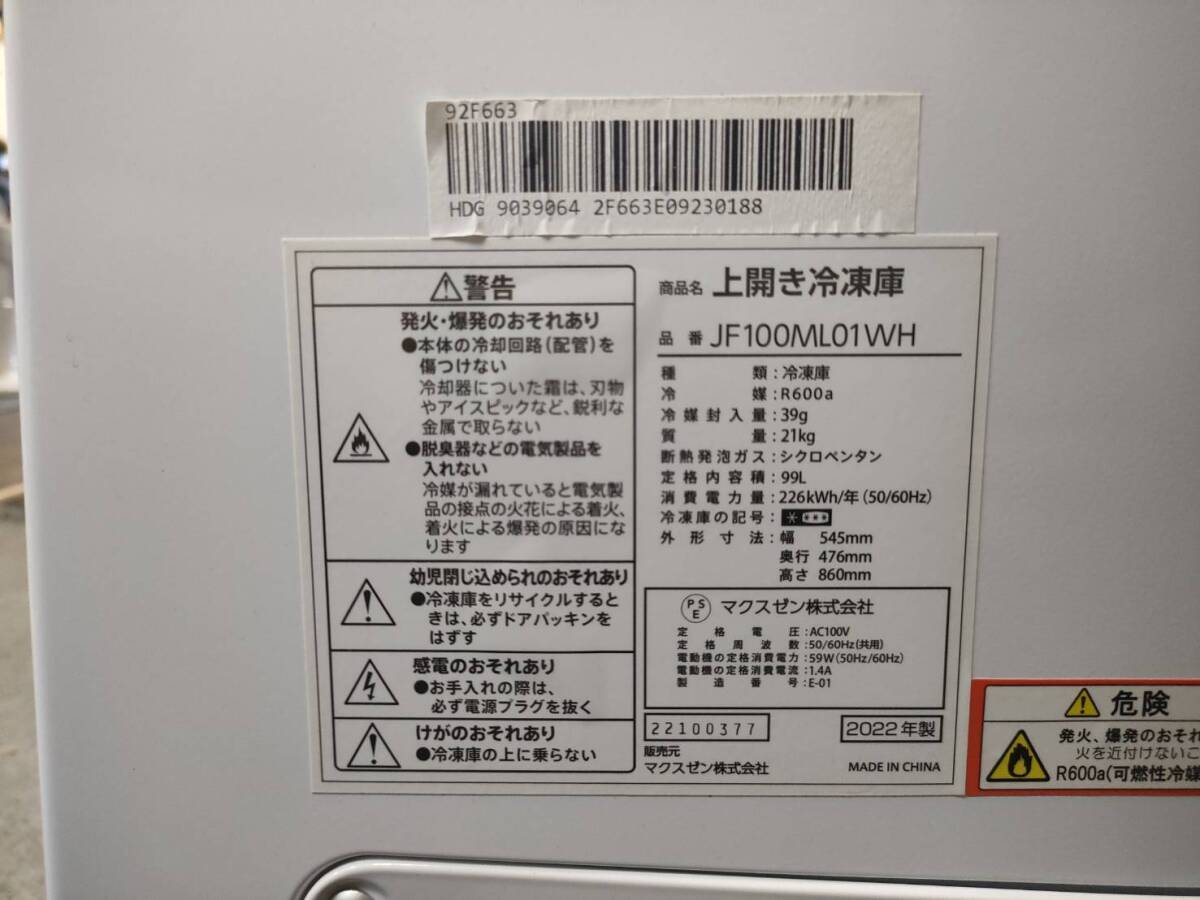 92F663
HDG 9039064 2F663E09230188
警告
発火・爆発のおそれあり
●本体の冷却回路(配管)を
傷つけない
冷却器についた霜は、刃物
やアイスピックなど、鋭利な
金属で取らない
●脱臭器などの電気製品を
入れない
冷媒が漏れていると電気製
品の接点の火花による着火、
着火による爆発の原因にな
ります
幼児閉じ込められのおそれあり
●冷凍庫をリサイクルすると
きは、必ずドアパッキンを
はずす
感電のおそれあり
●お手入れの際は、
必ず電源プラグを抜く
けがのおそれあり
●冷凍庫の上に乗らない
商品名 上開き冷凍庫
品番 JF100ML01WH
種類:冷凍庫
冷媒:R600a
冷媒封入量:39g
質量:21kg
断熱発泡ガス:シクロペンタン
定格内容積:99L
消費電力量:226kWh/年(50/60Hz)
冷凍庫の記号:
外形寸法:幅 545mm
奥行 476mm
高さ 860mm
PSE マクスゼン株式会社
定格電圧:AC100V
定格周波数:50/60Hz(共用)
電動機の定格消費電力:59W(50Hz/60Hz)
電動機の定格消費電流:1.4A
製造番号:E-01
22100377
2022年製
販売元
マクスゼン株式会社
MADE IN CHINA
危険
発火、爆発のおそれ
火を近付けないこ
R600a(可燃性冷媒